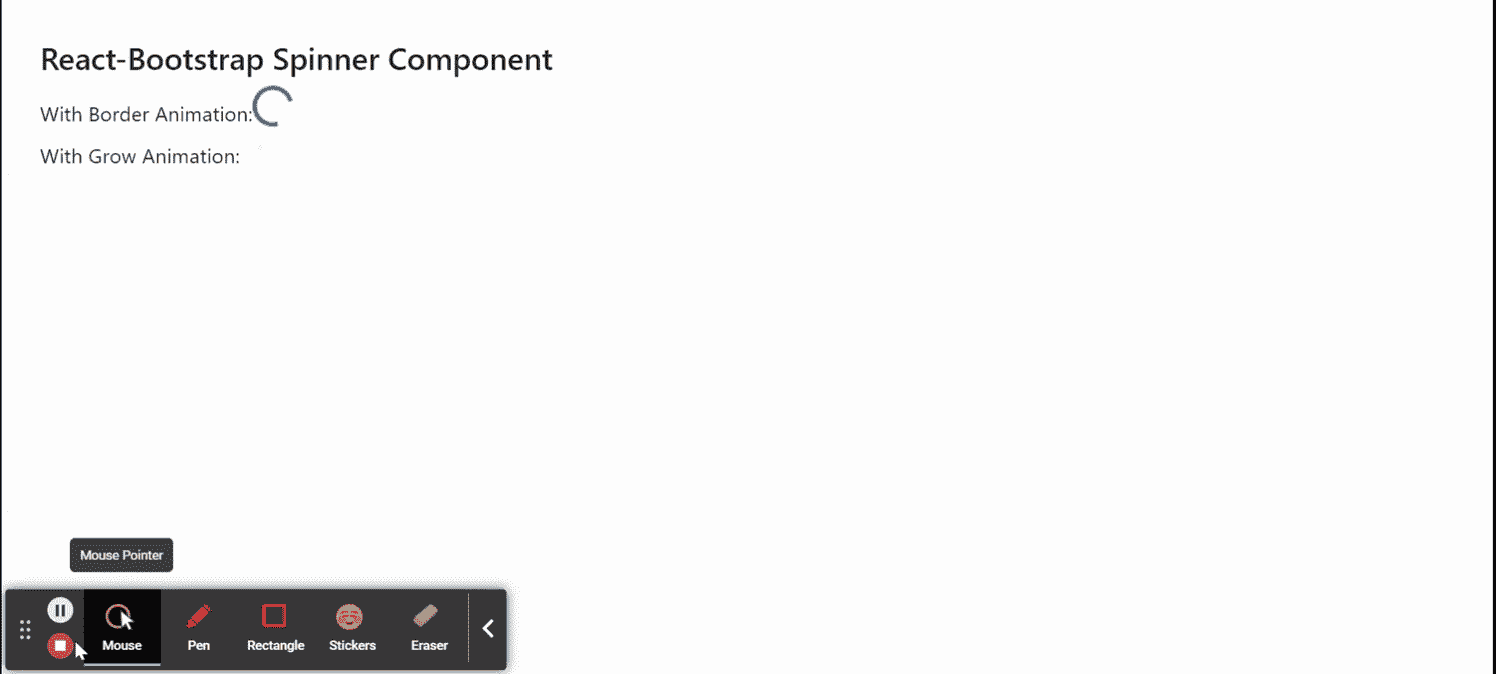 React-Bootstrap Spinner Component
With Border Animation:
With Grow Animation:
Mouse Pointer
Mouse Pen Rectangle Stickers Eraser